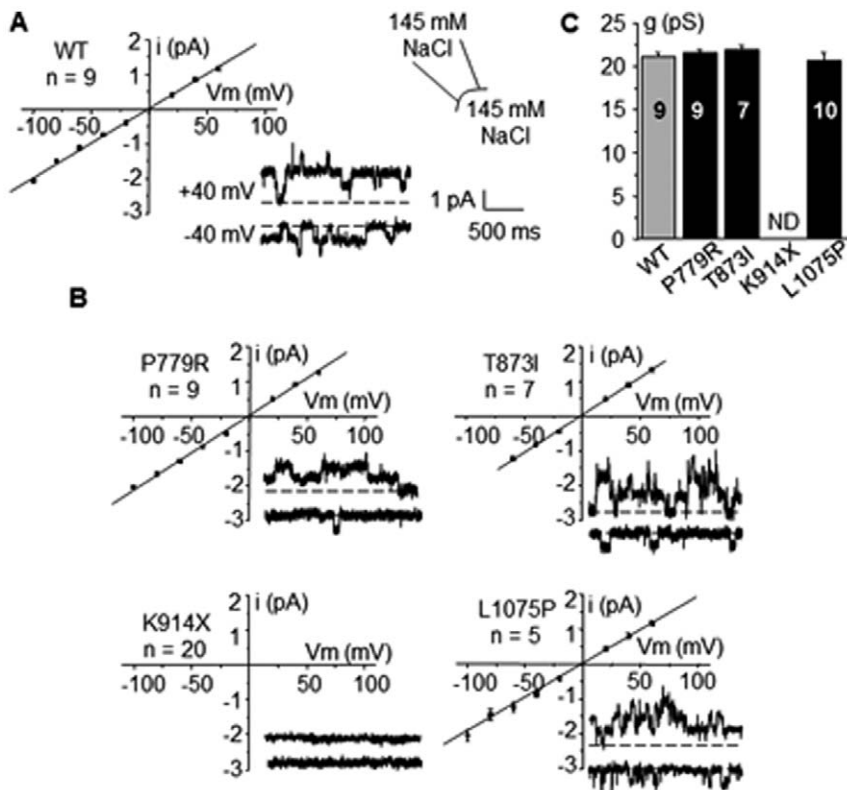 A
WT
n = 9
i (pA)
2
1
Vm (mV)
-100 -50 50 100
-1
-2
-3
+40 mV
-40 mV
145 mM
NaCl
145 mM
NaCl
1 pA
500 ms
C
g (pS)
25
20
15
10
5
0
9 9 7 ND 10
WT P779R T873I K914X L1075P
B
P779R
n = 9
2 i (pA)
1
Vm (mV)
-100 -50 50 100
-1
-2
-3
T873I
n = 7
2 i (pA)
1
Vm (mV)
-100 -50 50 100
-1
-2
-3
K914X
n = 20
2 i (pA)
1
Vm (mV)
-100 -50 50 100
-1
-2
-3
L1075P
n = 5
2 i (pA)
1
Vm (mV)
-100 -50 50 100
-1
-2
-3